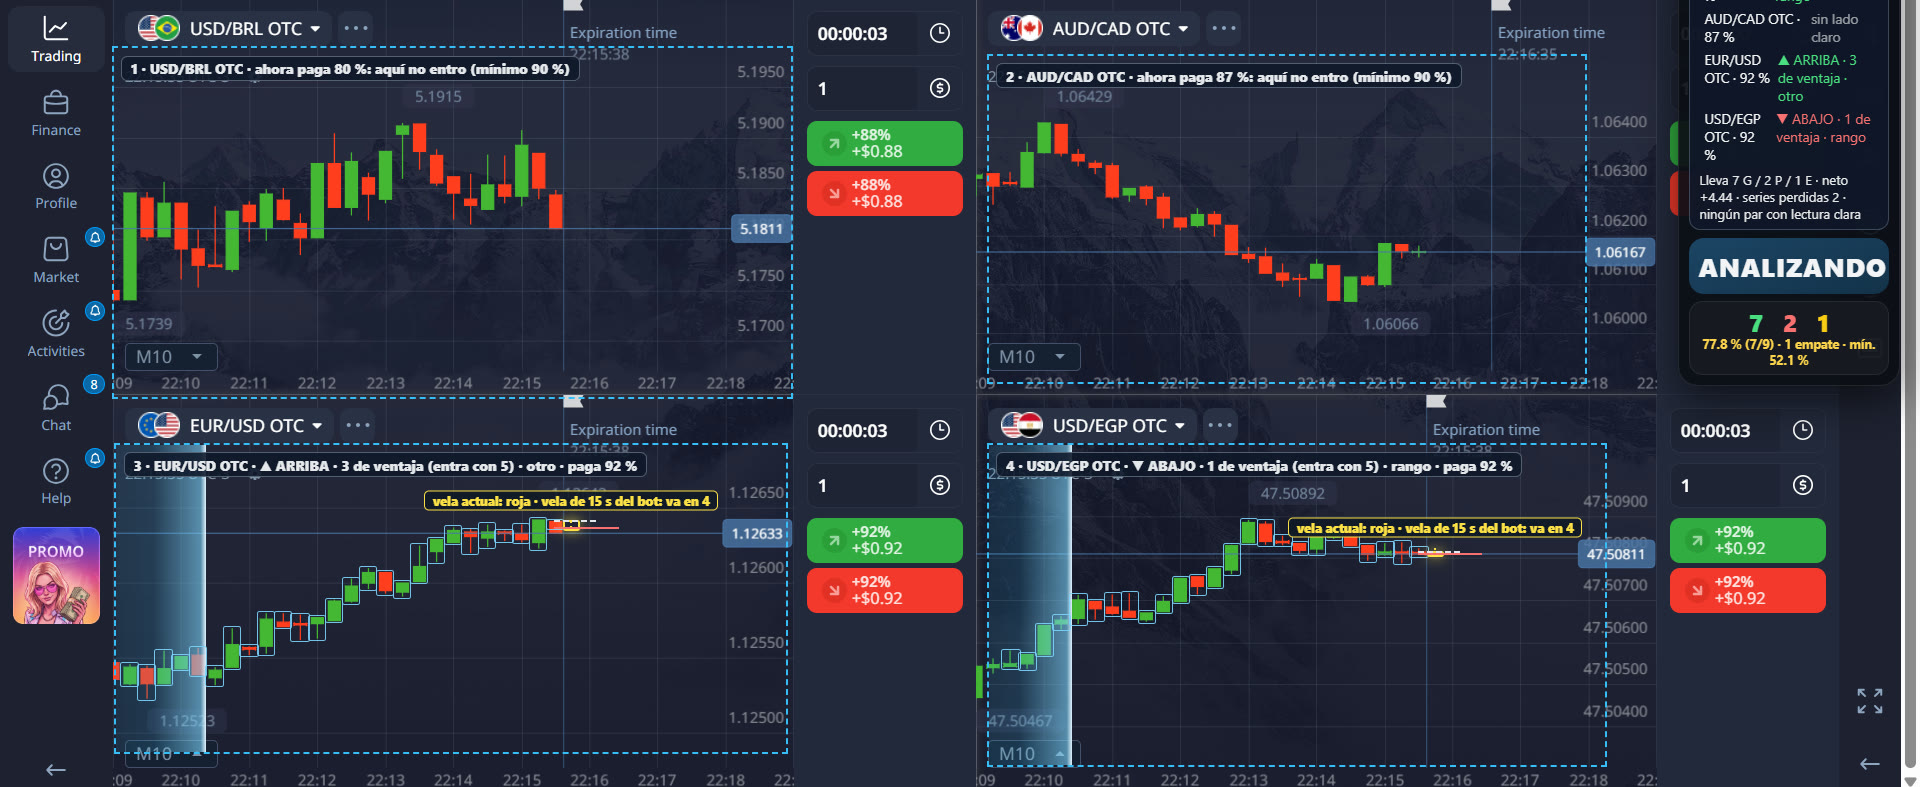 Trading
Finance
Profile
Market
Activities
8
Chat
Help
PROMO
USD/BRL OTC
Expiration time
22:15:38
1 · USD/BRL OTC · ahora paga 80 %: aquí no entro (mínimo 90 %)
5.1915
5.1739
5.1950
5.1900
5.1850
5.1811
5.1750
5.1700
M10
:09 22:10 22:11 22:12 22:13 22:14 22:15 22:16 22:17 22:18 22:
00:00:03
1
+88%
+$0.88
+88%
+$0.88
AUD/CAD OTC
Expiration time
22:16:35
2 · AUD/CAD OTC · ahora paga 87 %: aquí no entro (mínimo 90 %)
1.06429
1.06066
1.06400
1.06300
1.06200
1.06167
1.06100
1.06000
M10
:09 22:10 22:11 22:12 22:13 22:14 22:15 22:16 22:17 22:18 22:
EUR/USD OTC
Expiration time
22:15:38
3 · EUR/USD OTC · ▲ ARRIBA · 3 de ventaja (entra con 5) · otro · paga 92 %
vela actual: roja · vela de 15 s del bot: va en 4
1.12523
1.12650
1.12633
1.12600
1.12550
1.12500
M10
:09 22:10 22:11 22:12 22:13 22:14 22:15 22:16 22:17 22:18 22:
00:00:03
1
+92%
+$0.92
+92%
+$0.92
USD/EGP OTC
Expiration time
22:15:38
4 · USD/EGP OTC · ▼ ABAJO · 1 de ventaja (entra con 5) · rango · paga 92 %
47.50892
vela actual: roja · vela de 15 s del bot: va en 4
47.50467
47.50900
47.50811
47.50700
47.50600
47.50500
47.50400
M10
:09 22:10 22:11 22:12 22:13 22:14 22:15 22:16 22:17 22:18 22:
00:00:03
1
+92%
+$0.92
+92%
+$0.92
%
AUD/CAD OTC · 87 % sin lado claro
EUR/USD OTC · 92 % ▲ ARRIBA · 3 de ventaja · otro
USD/EGP OTC · 92 % ▼ ABAJO · 1 de ventaja · rango
Lleva 7 G / 2 P / 1 E · neto
+4.44 · series perdidas 2 ·
ningún par con lectura clara
ANALIZANDO
7 2 1
77.8 % (7/9) · 1 empate · mín.
52.1 %